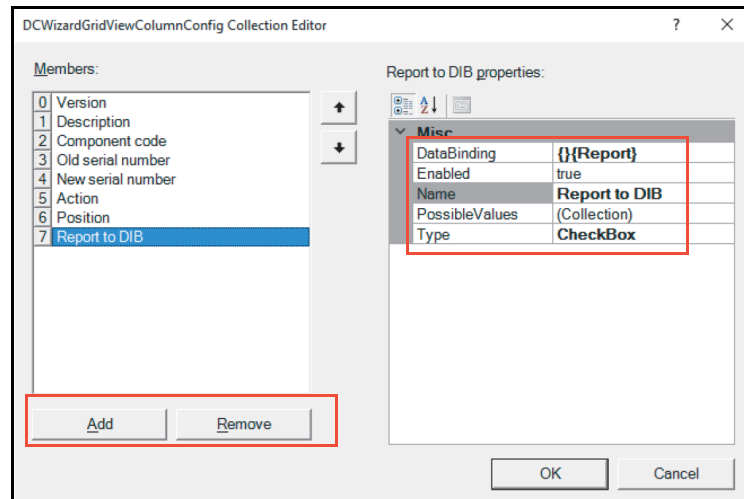 DCWizardGridViewColumnConfig Collection Editor
?
Members:
0 Version
1 Description
2 Component code
3 Old serial number
4 New serial number
5 Action
6 Position
7 Report to DIB
Add
Remove
Report to DIB properties:
Misc
DataBinding {}{Report}
Enabled true
Name Report to DIB
PossibleValues (Collection)
Type CheckBox
OK
Cancel